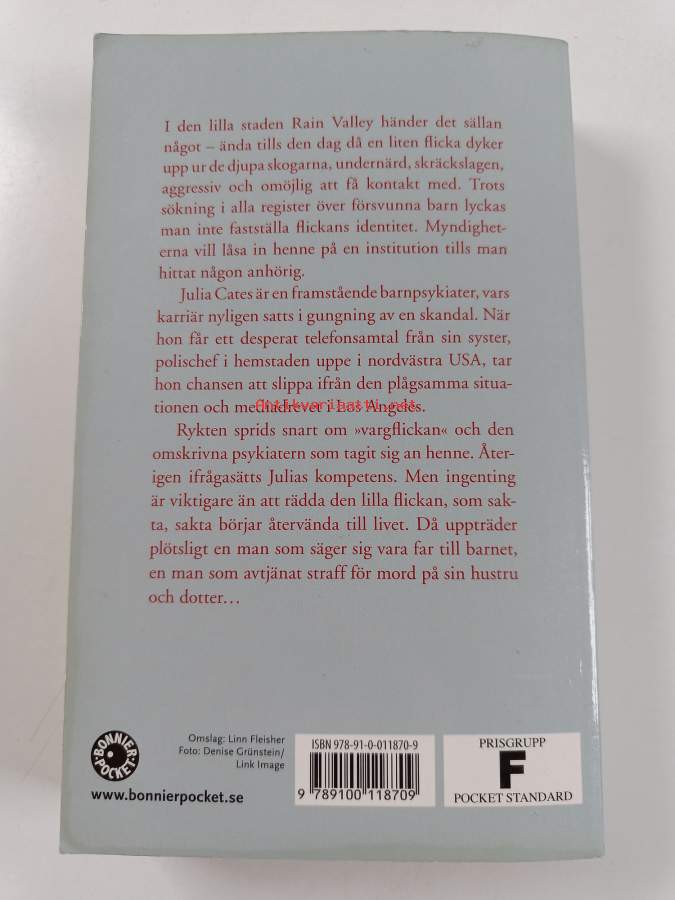 I den lilla staden Rain Valley händer det sällan
något – ända tills den dag då en liten flicka dyker
upp ur de djupa skogarna, undernärd, skräckslagen,
aggressiv och omöjlig att få kontakt med. Trots
sökning i alla register över försvunna barn lyckas
man inte fastställa flickans identitet. Myndighet-
erna vill låsa in henne på en institution tills man
hittat någon anhörig.
Julia Cates är en framstående barnpsykiater, vars
karriär nyligen satts i gungning av en skandal. När
hon får ett desperat telefonsamtal från sin syster,
polischef i hemstaden uppe i nordvästra USA, tar
hon chansen att slippa ifrån den plågsamma situa-
tionen och mediadrevet i Los Angeles.
Antikvariaatti.net
Rykten sprids snart om »vargflickan« och den
omskrivna psykiatern som tagit sig an henne. Åter-
igen ifrågasätts Julias kompetens. Men ingenting
är viktigare än att rädda den lilla flickan, som sak-
ta, sakta börjar återvända till livet. Då uppträder
plötsligt en man som säger sig vara far till barnet,
en man som avtjänat straff för mord på sin hustru
och dotter…
BONNIER POCKET
www.bonnierpocket.se
Omslag: Linn Fleisher
Foto: Denise Grünstein/
Link Image
ISBN 978-91-0-011870-9
9 789100 118709
PRISGRUPP
F
POCKET STANDARD